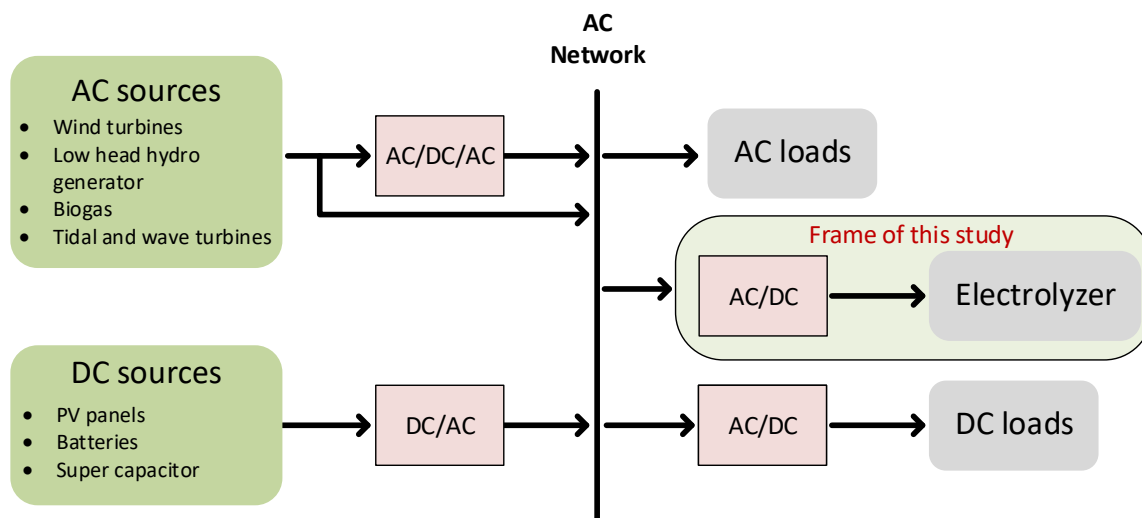 AC
Network
AC sources
• Wind turbines
• Low head hydro
generator
• Biogas
• Tidal and wave turbines
AC/DC/AC
AC loads
Frame of this study
AC/DC
Electrolyzer
DC sources
• PV panels
• Batteries
• Super capacitor
DC/AC
AC/DC
DC loads